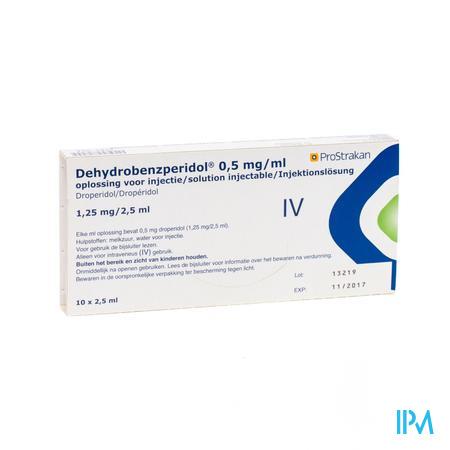 Dehydrobenzperidol® 0,5 mg/ml
ProStrakan
oplossing voor injectie/solution injectable/Injektionslösung
Droperidol/Dropéridol
1,25 mg/2,5 ml
IV
Elke ml oplossing bevat 0,5 mg droperidol (1,25 mg/2,5 ml).
Hulpstoffen: melkzuur, water voor injectie.
Voor gebruik de bijsluiter lezen.
Alleen voor intraveneus (IV) gebruik.
Buiten het bereik en zicht van kinderen houden.
Onmiddellijk na openen gebruiken. Lees de bijsluiter voor informatie over het bewaren na verdunning.
Bewaren in de oorspronkelijke verpakking ter bescherming tegen licht.
Lot: 13219
EXP: 11/2017
10 x 2,5 ml
IPM